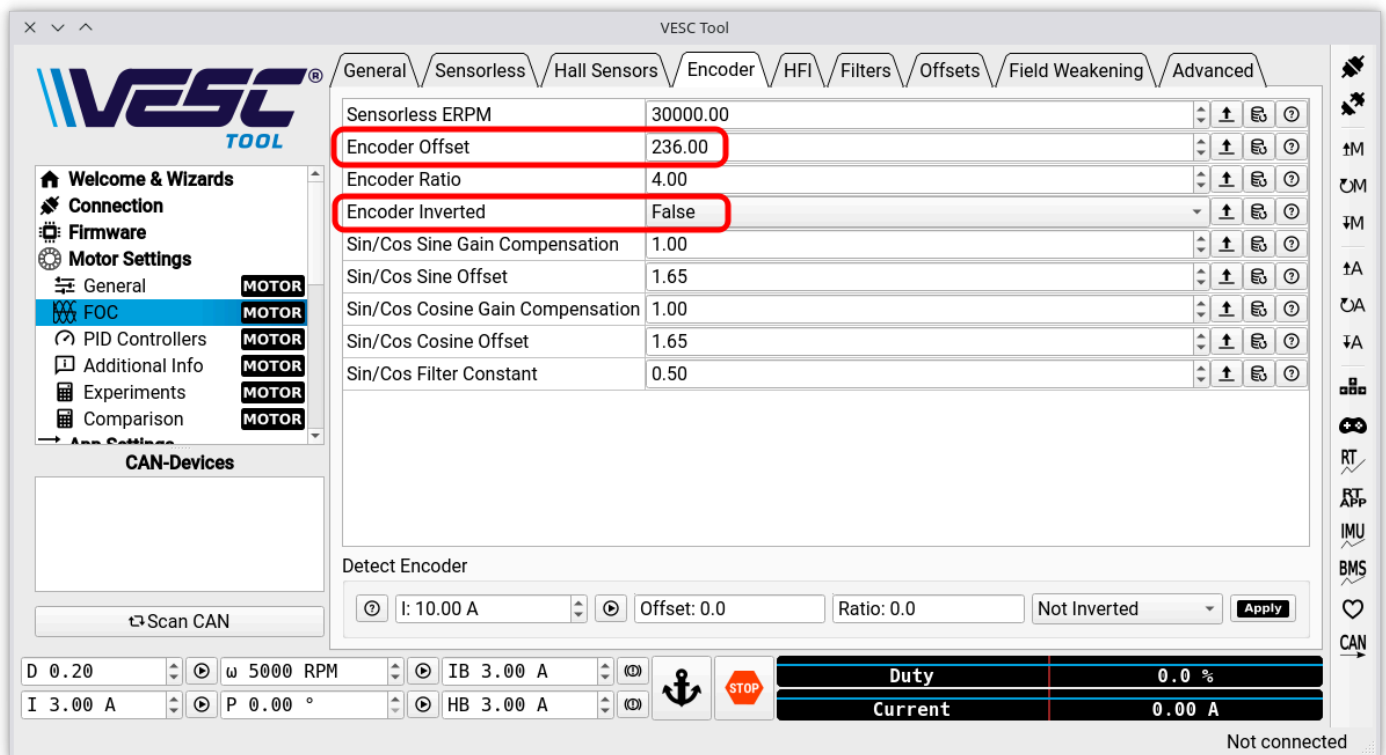 VESC Tool
VESC®
TOOL
General Sensorless Hall Sensors Encoder HFI Filters Offsets Field Weakening Advanced
Sensorless ERPM 30000.00
Encoder Offset 236.00
Encoder Ratio 4.00
Encoder Inverted False
Sin/Cos Sine Gain Compensation 1.00
Sin/Cos Sine Offset 1.65
Sin/Cos Cosine Gain Compensation 1.00
Sin/Cos Cosine Offset 1.65
Sin/Cos Filter Constant 0.50
Welcome & Wizards
Connection
Firmware
Motor Settings
General MOTOR
FOC MOTOR
PID Controllers MOTOR
Additional Info MOTOR
Experiments MOTOR
Comparison MOTOR
App Settings
CAN-Devices
Scan CAN
Detect Encoder
I: 10.00 A Offset: 0.0 Ratio: 0.0 Not Inverted Apply
D 0.20 ω 5000 RPM IB 3.00 A
I 3.00 A P 0.00 ° HB 3.00 A
STOP
Duty 0.0 %
Current 0.00 A
Not connected
M
M
M
A
A
A
RT
RT
APP
IMU
BMS
CAN